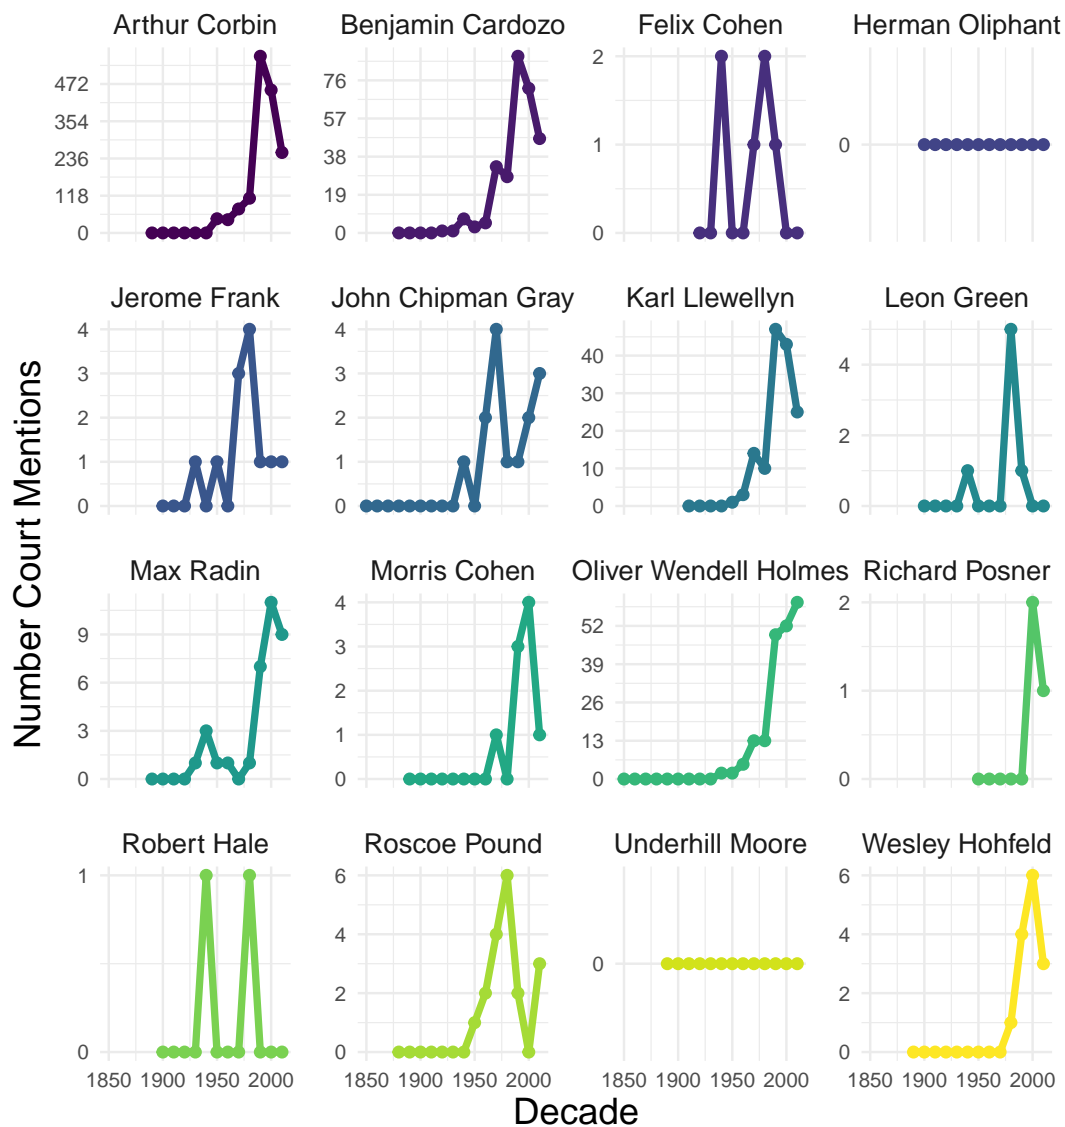 Arthur Corbin
Benjamin Cardozo
Felix Cohen
Herman Oliphant
472
354
236
118
0
76
57
38
19
0
2
1
0
0
Jerome Frank
John Chipman Gray
Karl Llewellyn
Leon Green
4
3
2
1
0
4
3
2
1
0
40
30
20
10
0
4
2
0
Number Court Mentions
Max Radin
Morris Cohen
Oliver Wendell Holmes
Richard Posner
9
6
3
0
4
3
2
1
0
52
39
26
13
0
2
1
0
Robert Hale
Roscoe Pound
Underhill Moore
Wesley Hohfeld
1
0
6
4
2
0
0
6
4
2
0
1850 1900 1950 2000
1850 1900 1950 2000
1850 1900 1950 2000
1850 1900 1950 2000
Decade